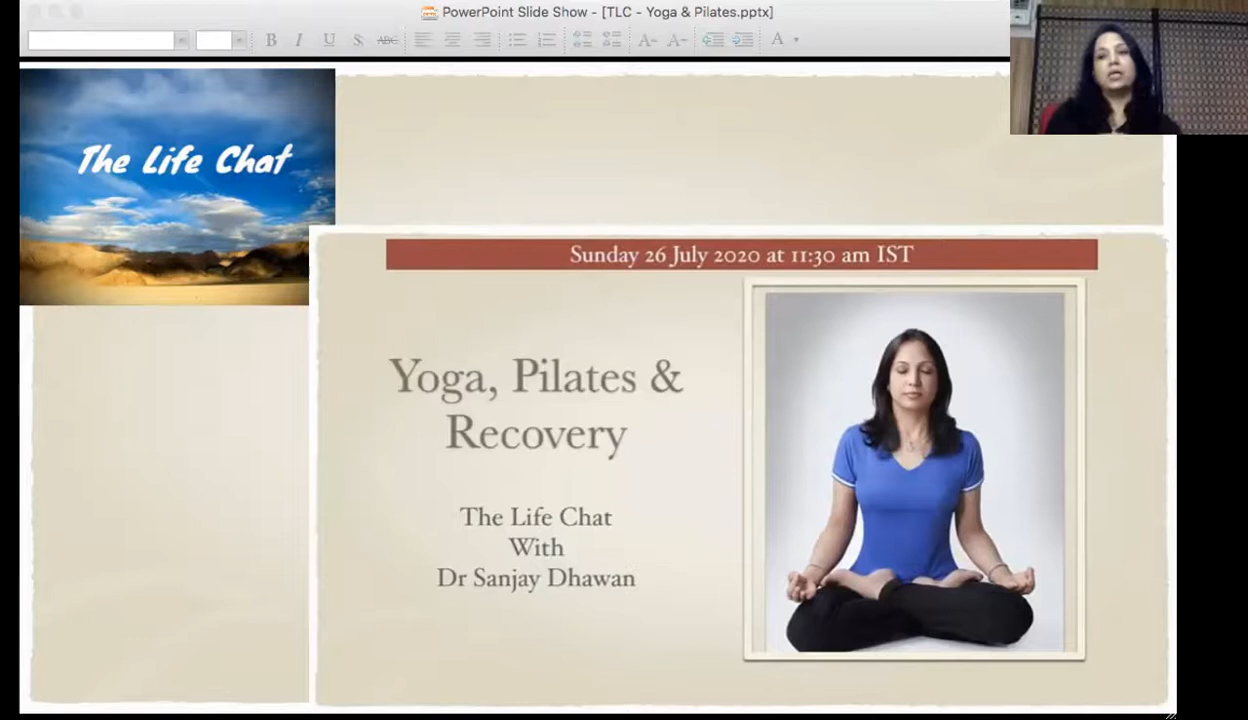 PowerPoint Slide Show - [TLC - Yoga & Pilates.pptx]
B I U S ABC A A A
The Life Chat
Sunday 26 July 2020 at 11:30 am IST
Yoga, Pilates &
Recovery
The Life Chat
With
Dr Sanjay Dhawan